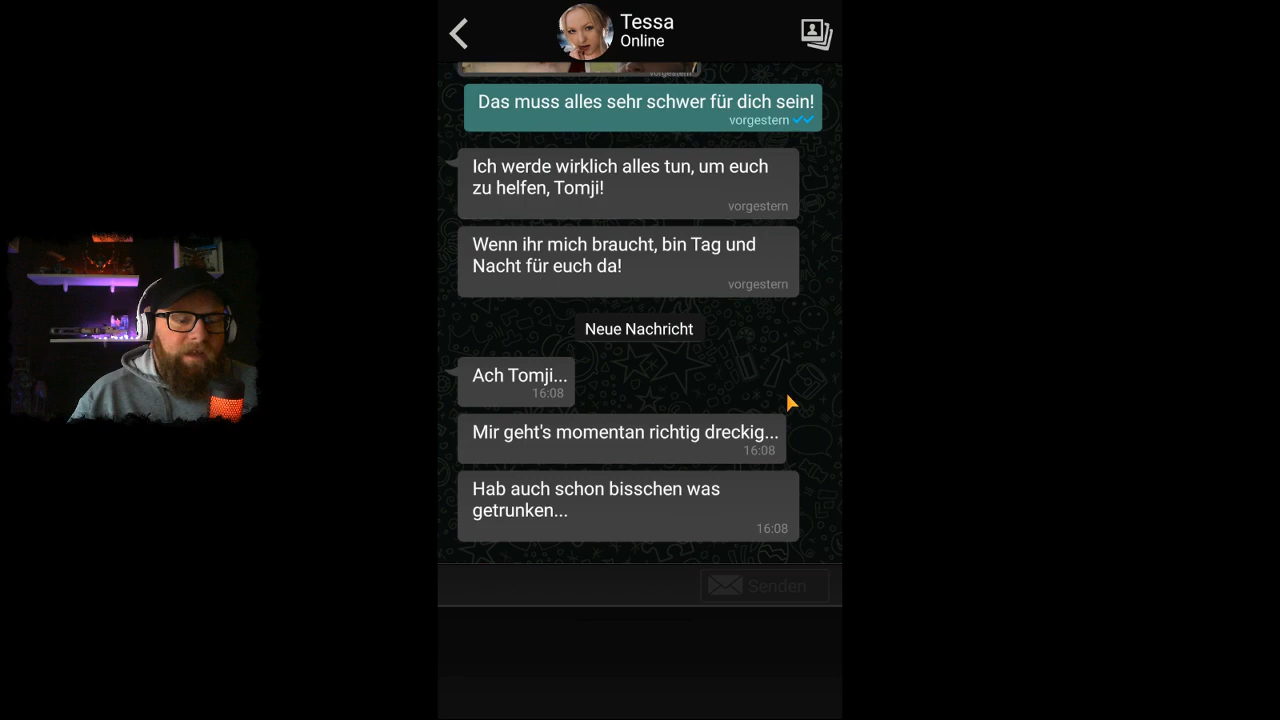 Tessa
Online
vorgestern
Das muss alles sehr schwer für dich sein!
vorgestern
Ich werde wirklich alles tun, um euch
zu helfen, Tomji!
vorgestern
Wenn ihr mich braucht, bin Tag und
Nacht für euch da!
vorgestern
Neue Nachricht
Ach Tomji...
16:08
Mir geht's momentan richtig dreckig...
16:08
Hab auch schon bisschen was
getrunken...
16:08
Senden